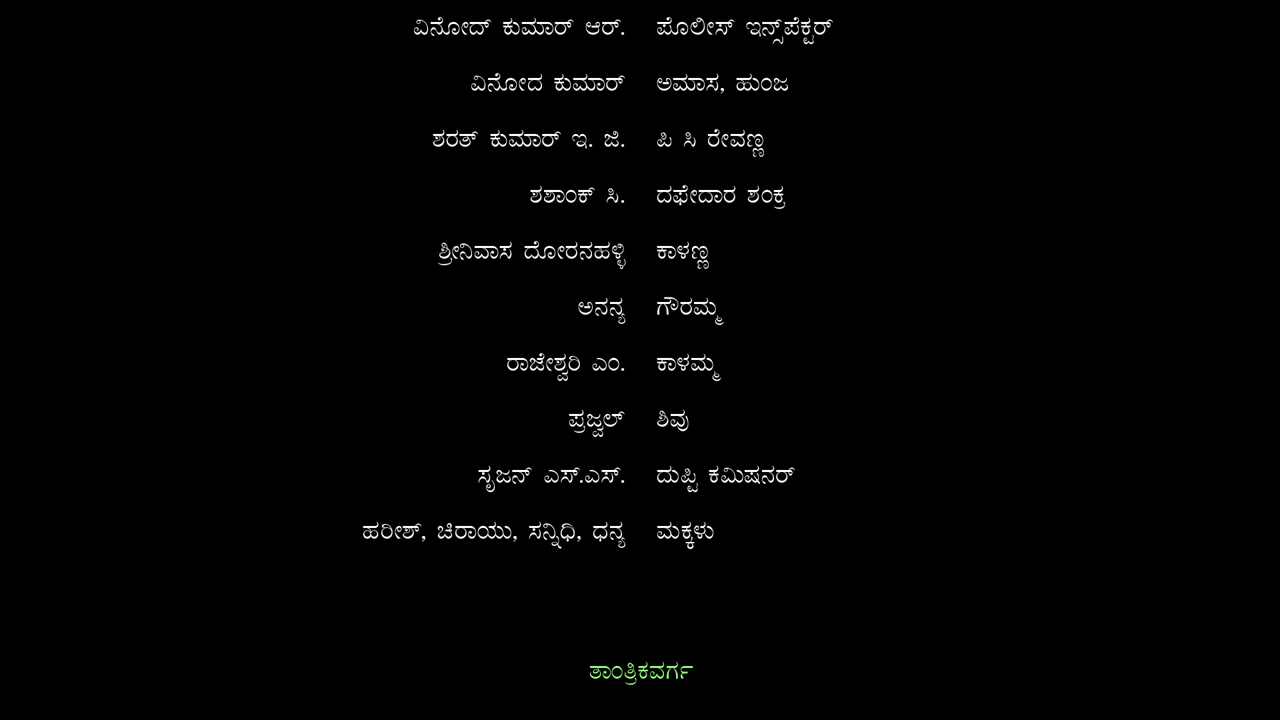 ವಿನೋದ್ ಕುಮಾರ್ ಆರ್. ಪೊಲೀಸ್ ಇನ್ಸ್‌ಪೆಕ್ಟರ್
ವಿನೋದ ಕುಮಾರ್ ಅಮಾಸ, ಹುಂಜ
ಶರತ್ ಕುಮಾರ್ ಇ. ಜಿ. ಪಿ ಸಿ ರೇವಣ್ಣ
ಶಶಾಂಕ್ ಸಿ. ದಫೇದಾರ ಶಂಕ್ರ
ಶ್ರೀನಿವಾಸ ದೋರನಹಳ್ಳಿ ಕಾಳಣ್ಣ
ಅನನ್ಯ ಗೌರಮ್ಮ
ರಾಜೇಶ್ವರಿ ಎಂ. ಕಾಳಮ್ಮ
ಪ್ರಜ್ವಲ್ ಶಿವು
ಸೃಜನ್ ಎಸ್.ಎಸ್. ದುಪ್ಟಿ ಕಮಿಷನರ್
ಹರೀಶ್, ಚಿರಾಯು, ಸನ್ನಿಧಿ, ಧನ್ಯ ಮಕ್ಕಳು
ತಾಂತ್ರಿಕವರ್ಗ